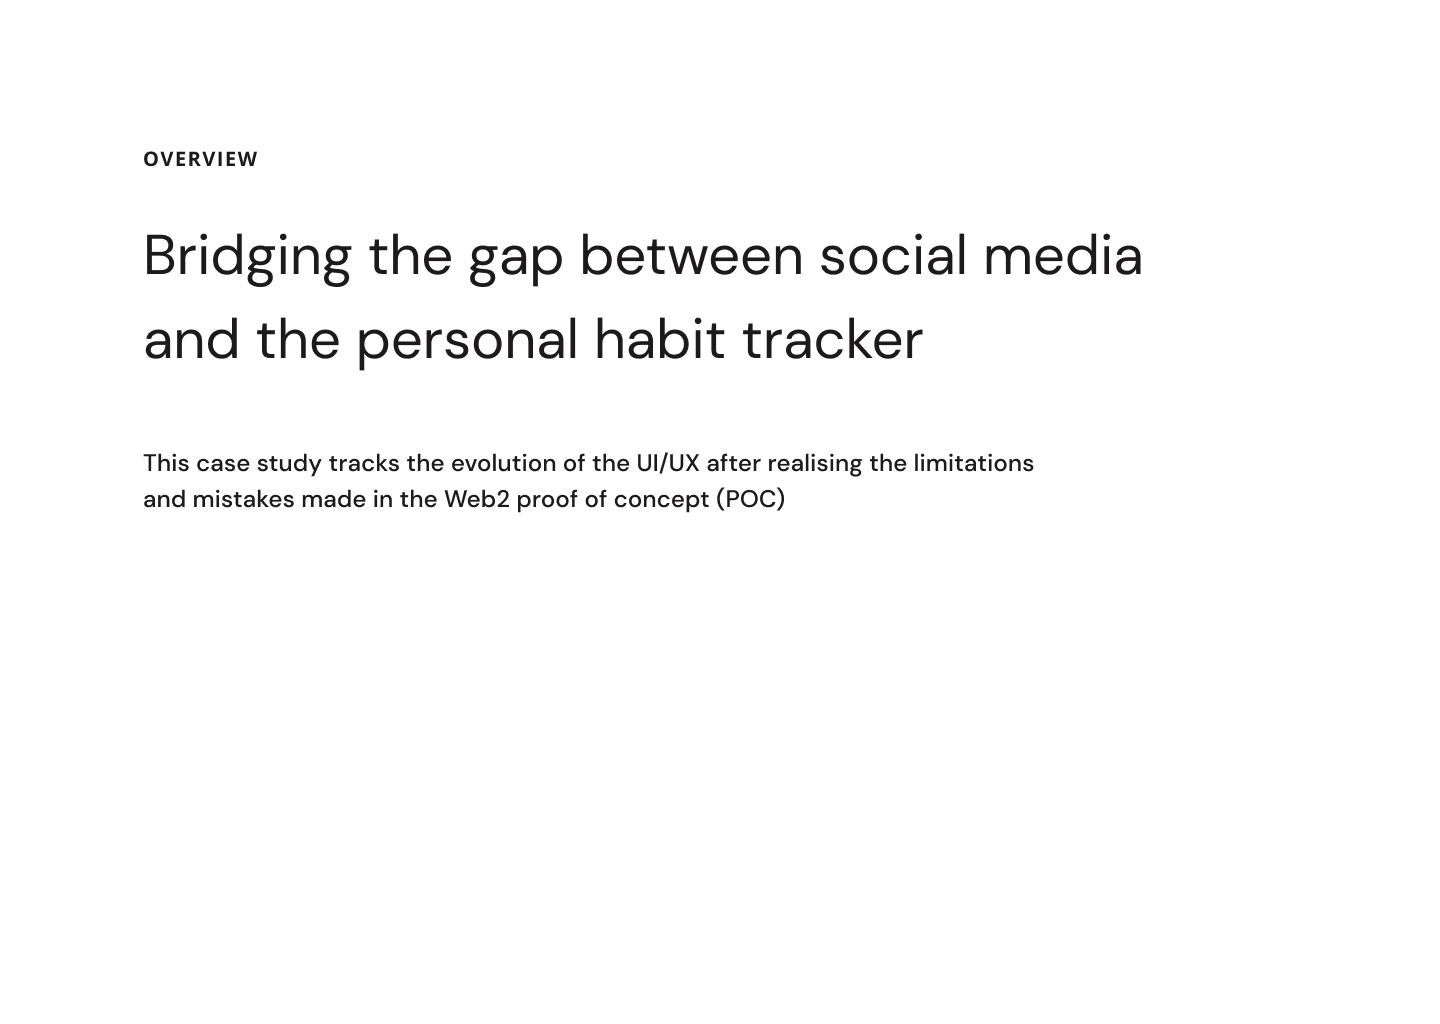 OVERVIEW
Bridging the gap between social media
and the personal habit tracker
This case study tracks the evolution of the UI/UX after realising the limitations
and mistakes made in the Web2 proof of concept (POC)